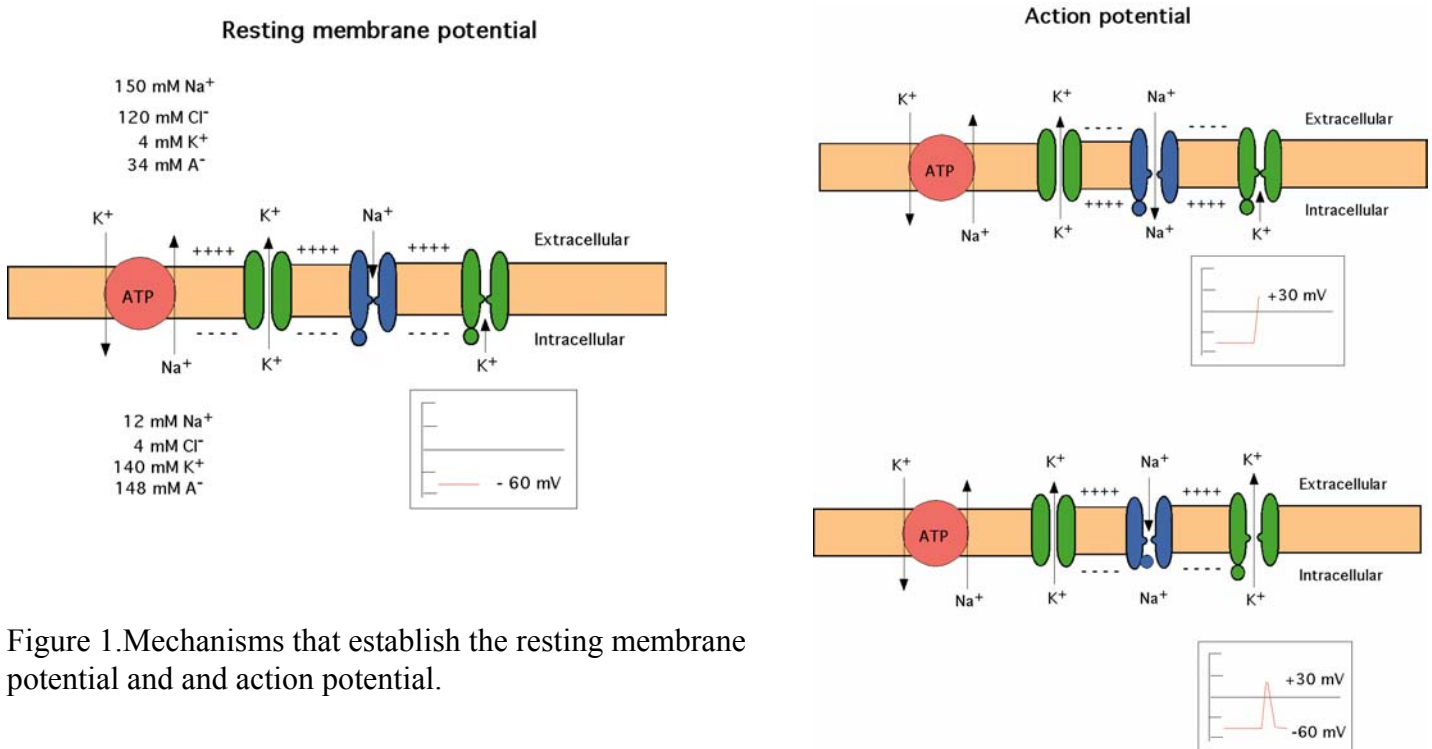 Resting membrane potential
150 mM Na⁺
120 mM Cl⁻
4 mM K⁺
34 mM A⁻
K⁺ K⁺ Na⁺
++++ ++++ ++++ Extracellular
ATP
---- ---- ---- Intracellular
Na⁺ K⁺ K⁺
12 mM Na⁺
4 mM Cl⁻
140 mM K⁺
148 mM A⁻
- 60 mV
Figure 1.Mechanisms that establish the resting membrane
potential and and action potential.
Action potential
K⁺ K⁺ Na⁺
---- ---- Extracellular
ATP
++++ ++++ Intracellular
Na⁺ K⁺ Na⁺ K⁺
+30 mV
K⁺ K⁺ Na⁺ K⁺
++++ ++++ Extracellular
ATP
---- ---- Intracellular
Na⁺ K⁺ Na⁺ K⁺
+30 mV
-60 mV